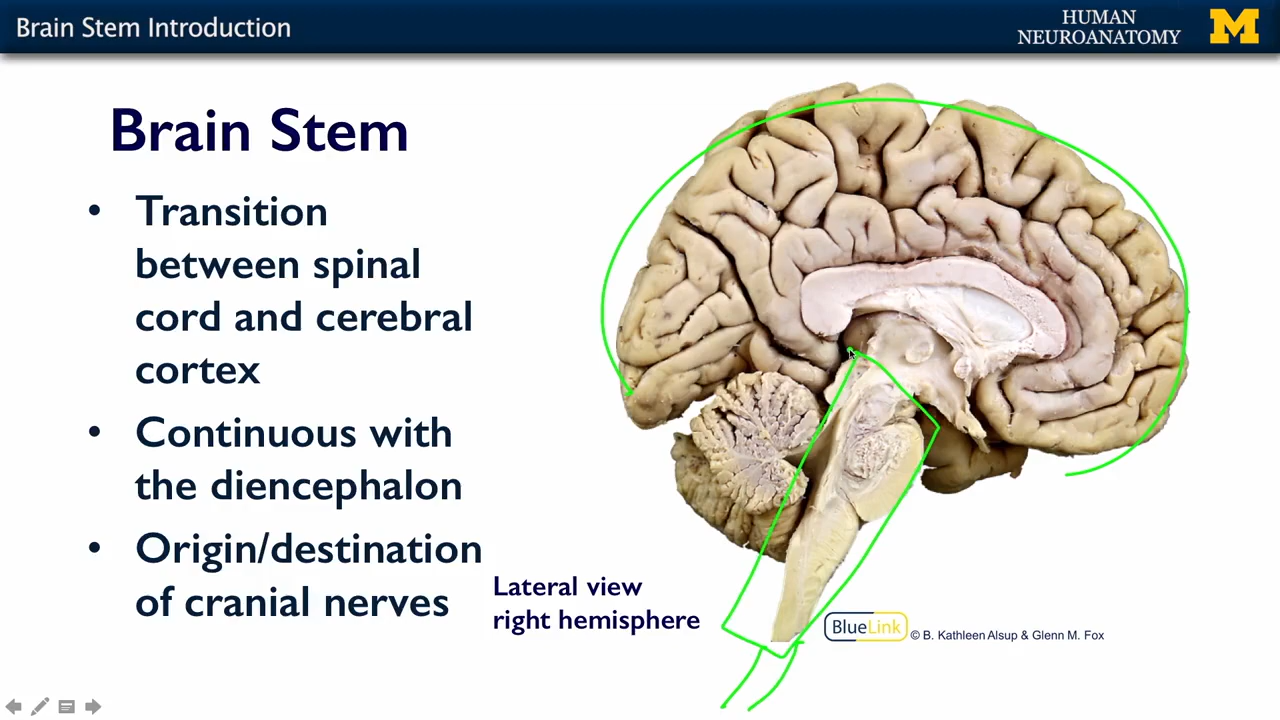 Brain Stem Introduction
HUMAN
NEUROANATOMY
M
Brain Stem
• Transition
between spinal
cord and cerebral
cortex
• Continuous with
the diencephalon
• Origin/destination
of cranial nerves
Lateral view
right hemisphere
BlueLink © B. Kathleen Alsup & Glenn M. Fox